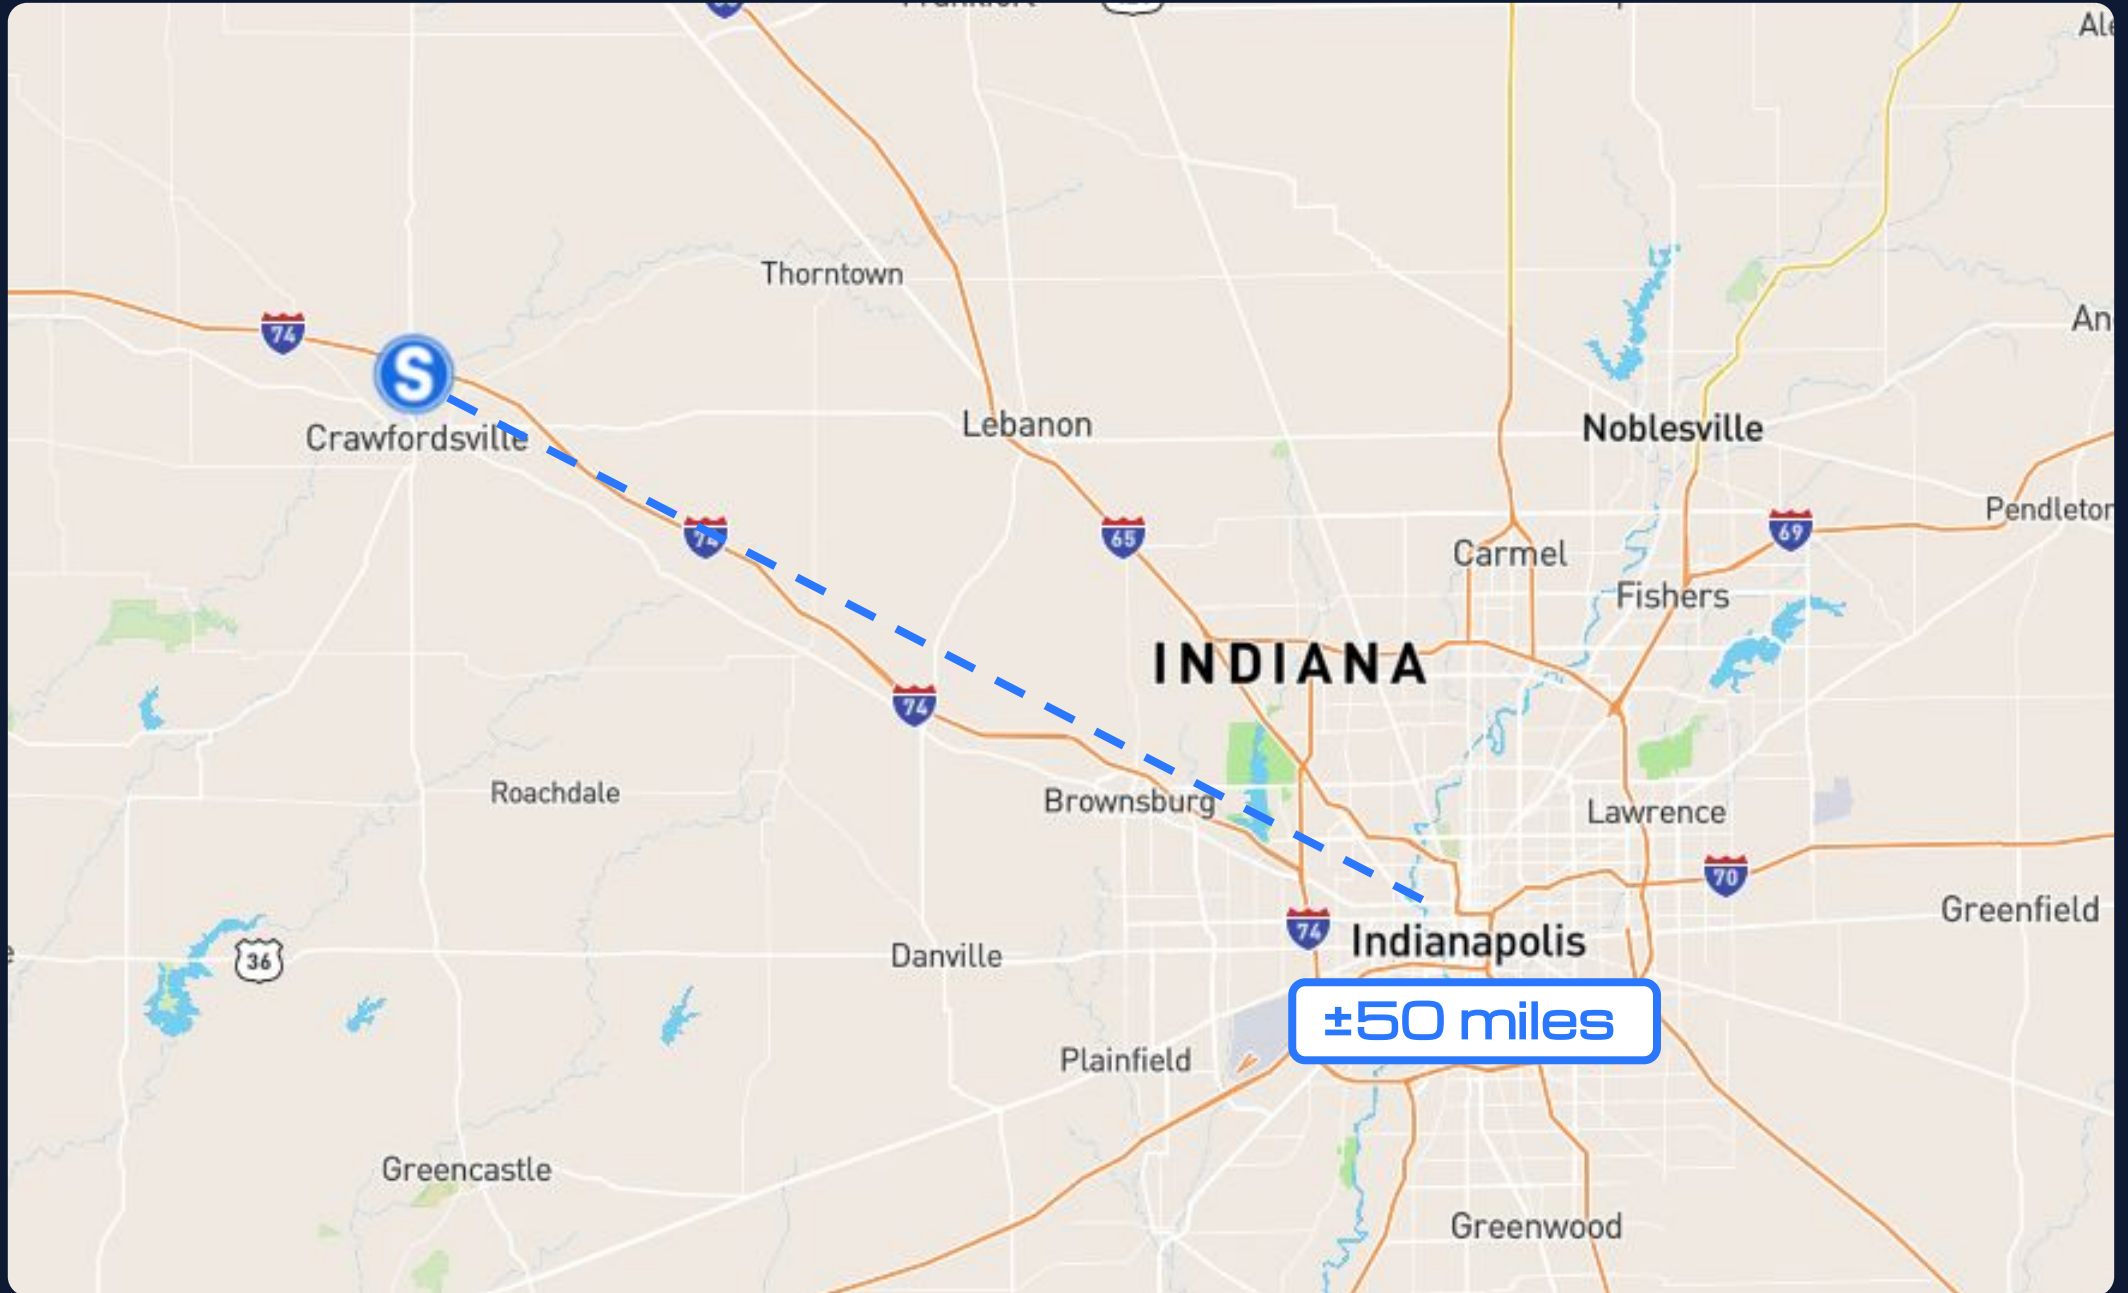 Thorntown
74
S
Crawfordsville
Lebanon
Noblesville
74
65
69
Pendleton
Carmel
Fishers
INDIANA
74
Roachdale
Brownsburg
Lawrence
70
Greenfield
74
Indianapolis
36
Danville
±50 miles
Plainfield
Greencastle
Greenwood